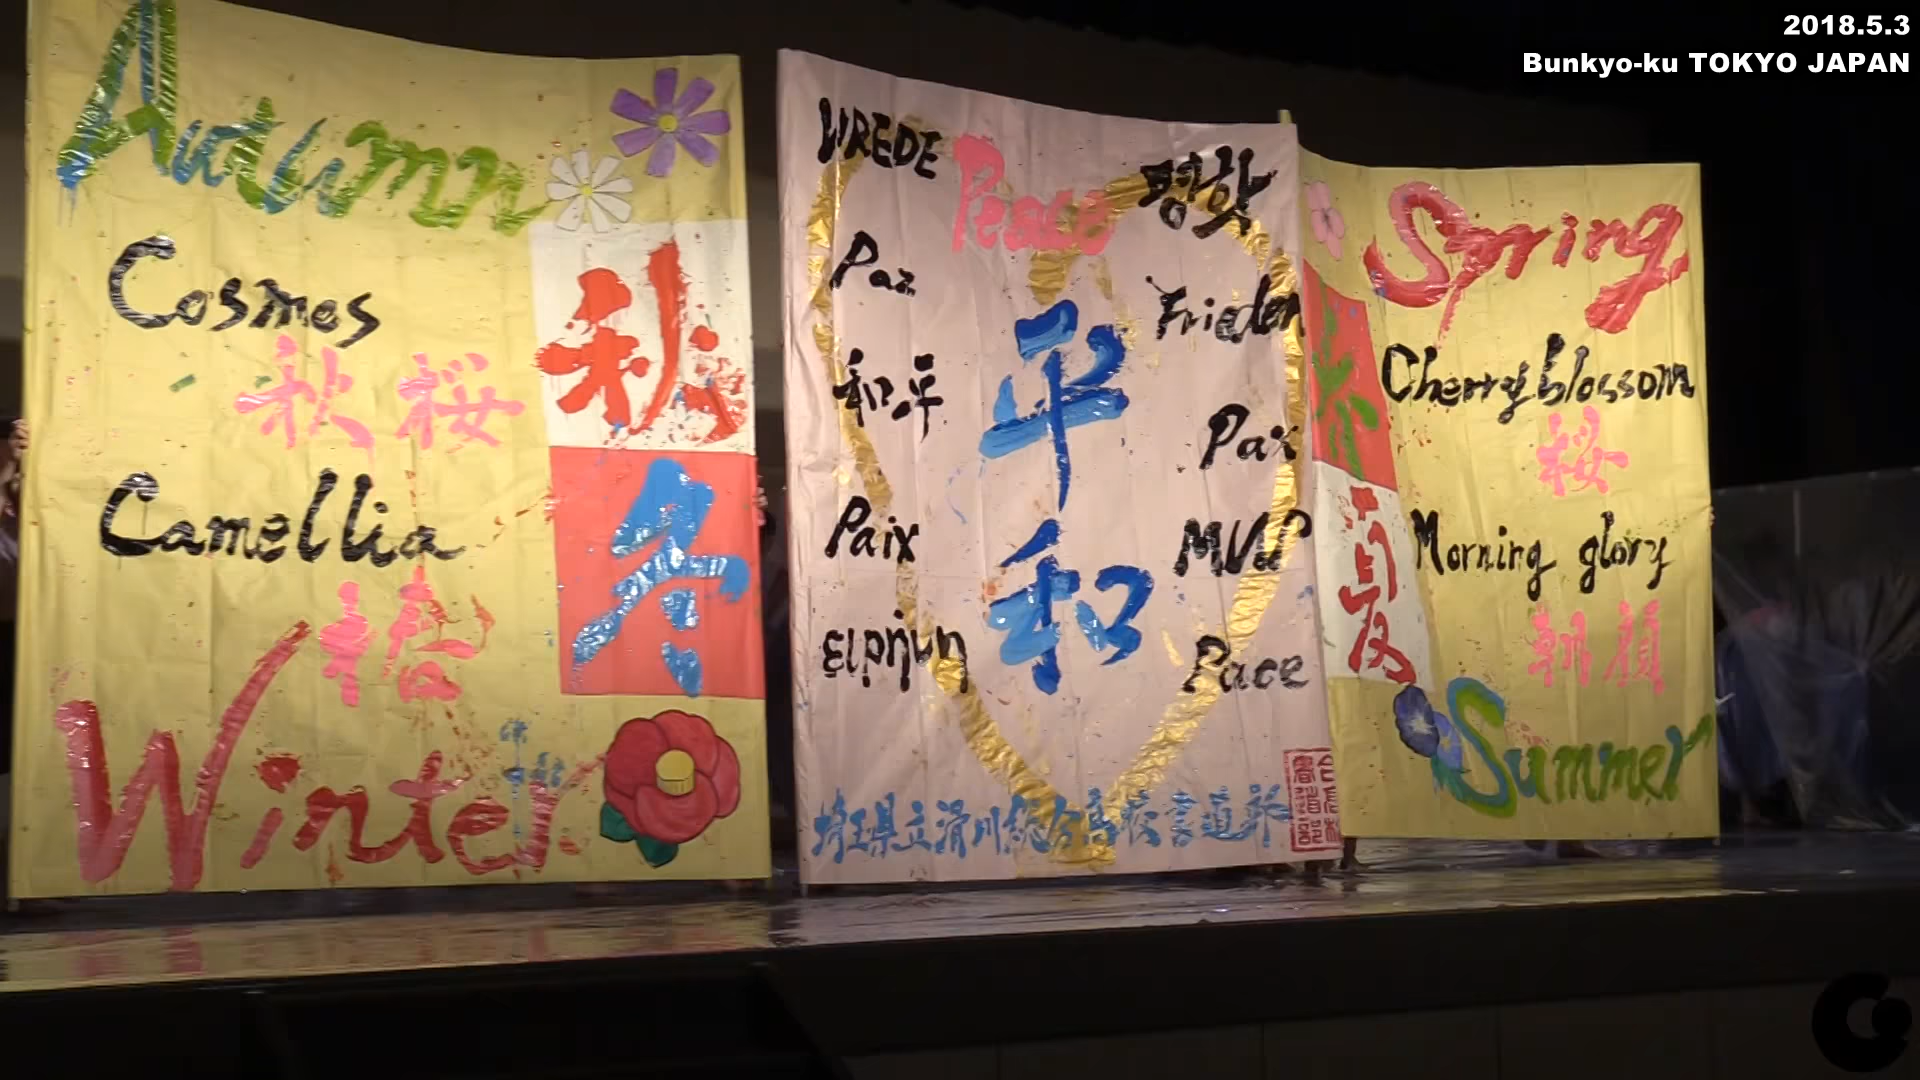 2018.5.3
Bunkyo-ku TOKYO JAPAN
Autumn
Cosmos
秋桜
秋
Camellia
椿
冬
Winter
VREDE
Peace
평화
Paz
Frieden
和平
平和
Pax
Paix
МИР
Pace
埼玉県立滑川総合高校書道部
Spring
春
Cherry blossom
桜
夏
Morning glory
朝顔
Summer